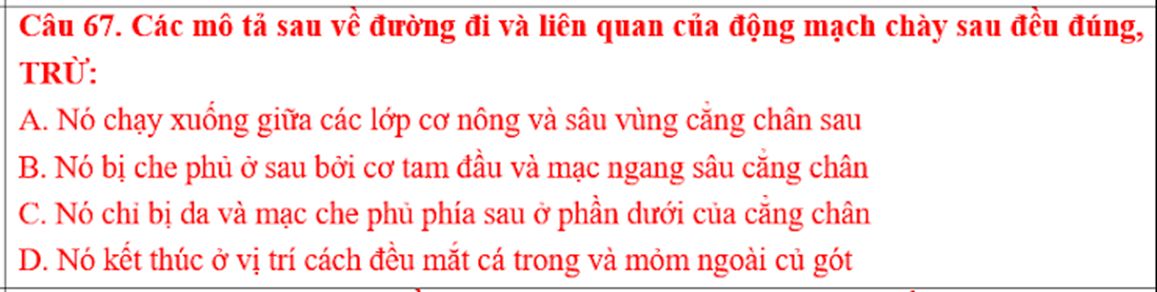 Câu 67. Các mô tả sau về đường đi và liên quan của động mạch chày sau đều đúng,
TRỪ:
A. Nó chạy xuống giữa các lớp cơ nông và sâu vùng cẳng chân sau
B. Nó bị che phủ ở sau bởi cơ tam đầu và mạc ngang sâu cẳng chân
C. Nó chỉ bị da và mạc che phủ phía sau ở phần dưới của cẳng chân
D. Nó kết thúc ở vị trí cách đều mắt cá trong và mỏm ngoài củ gót